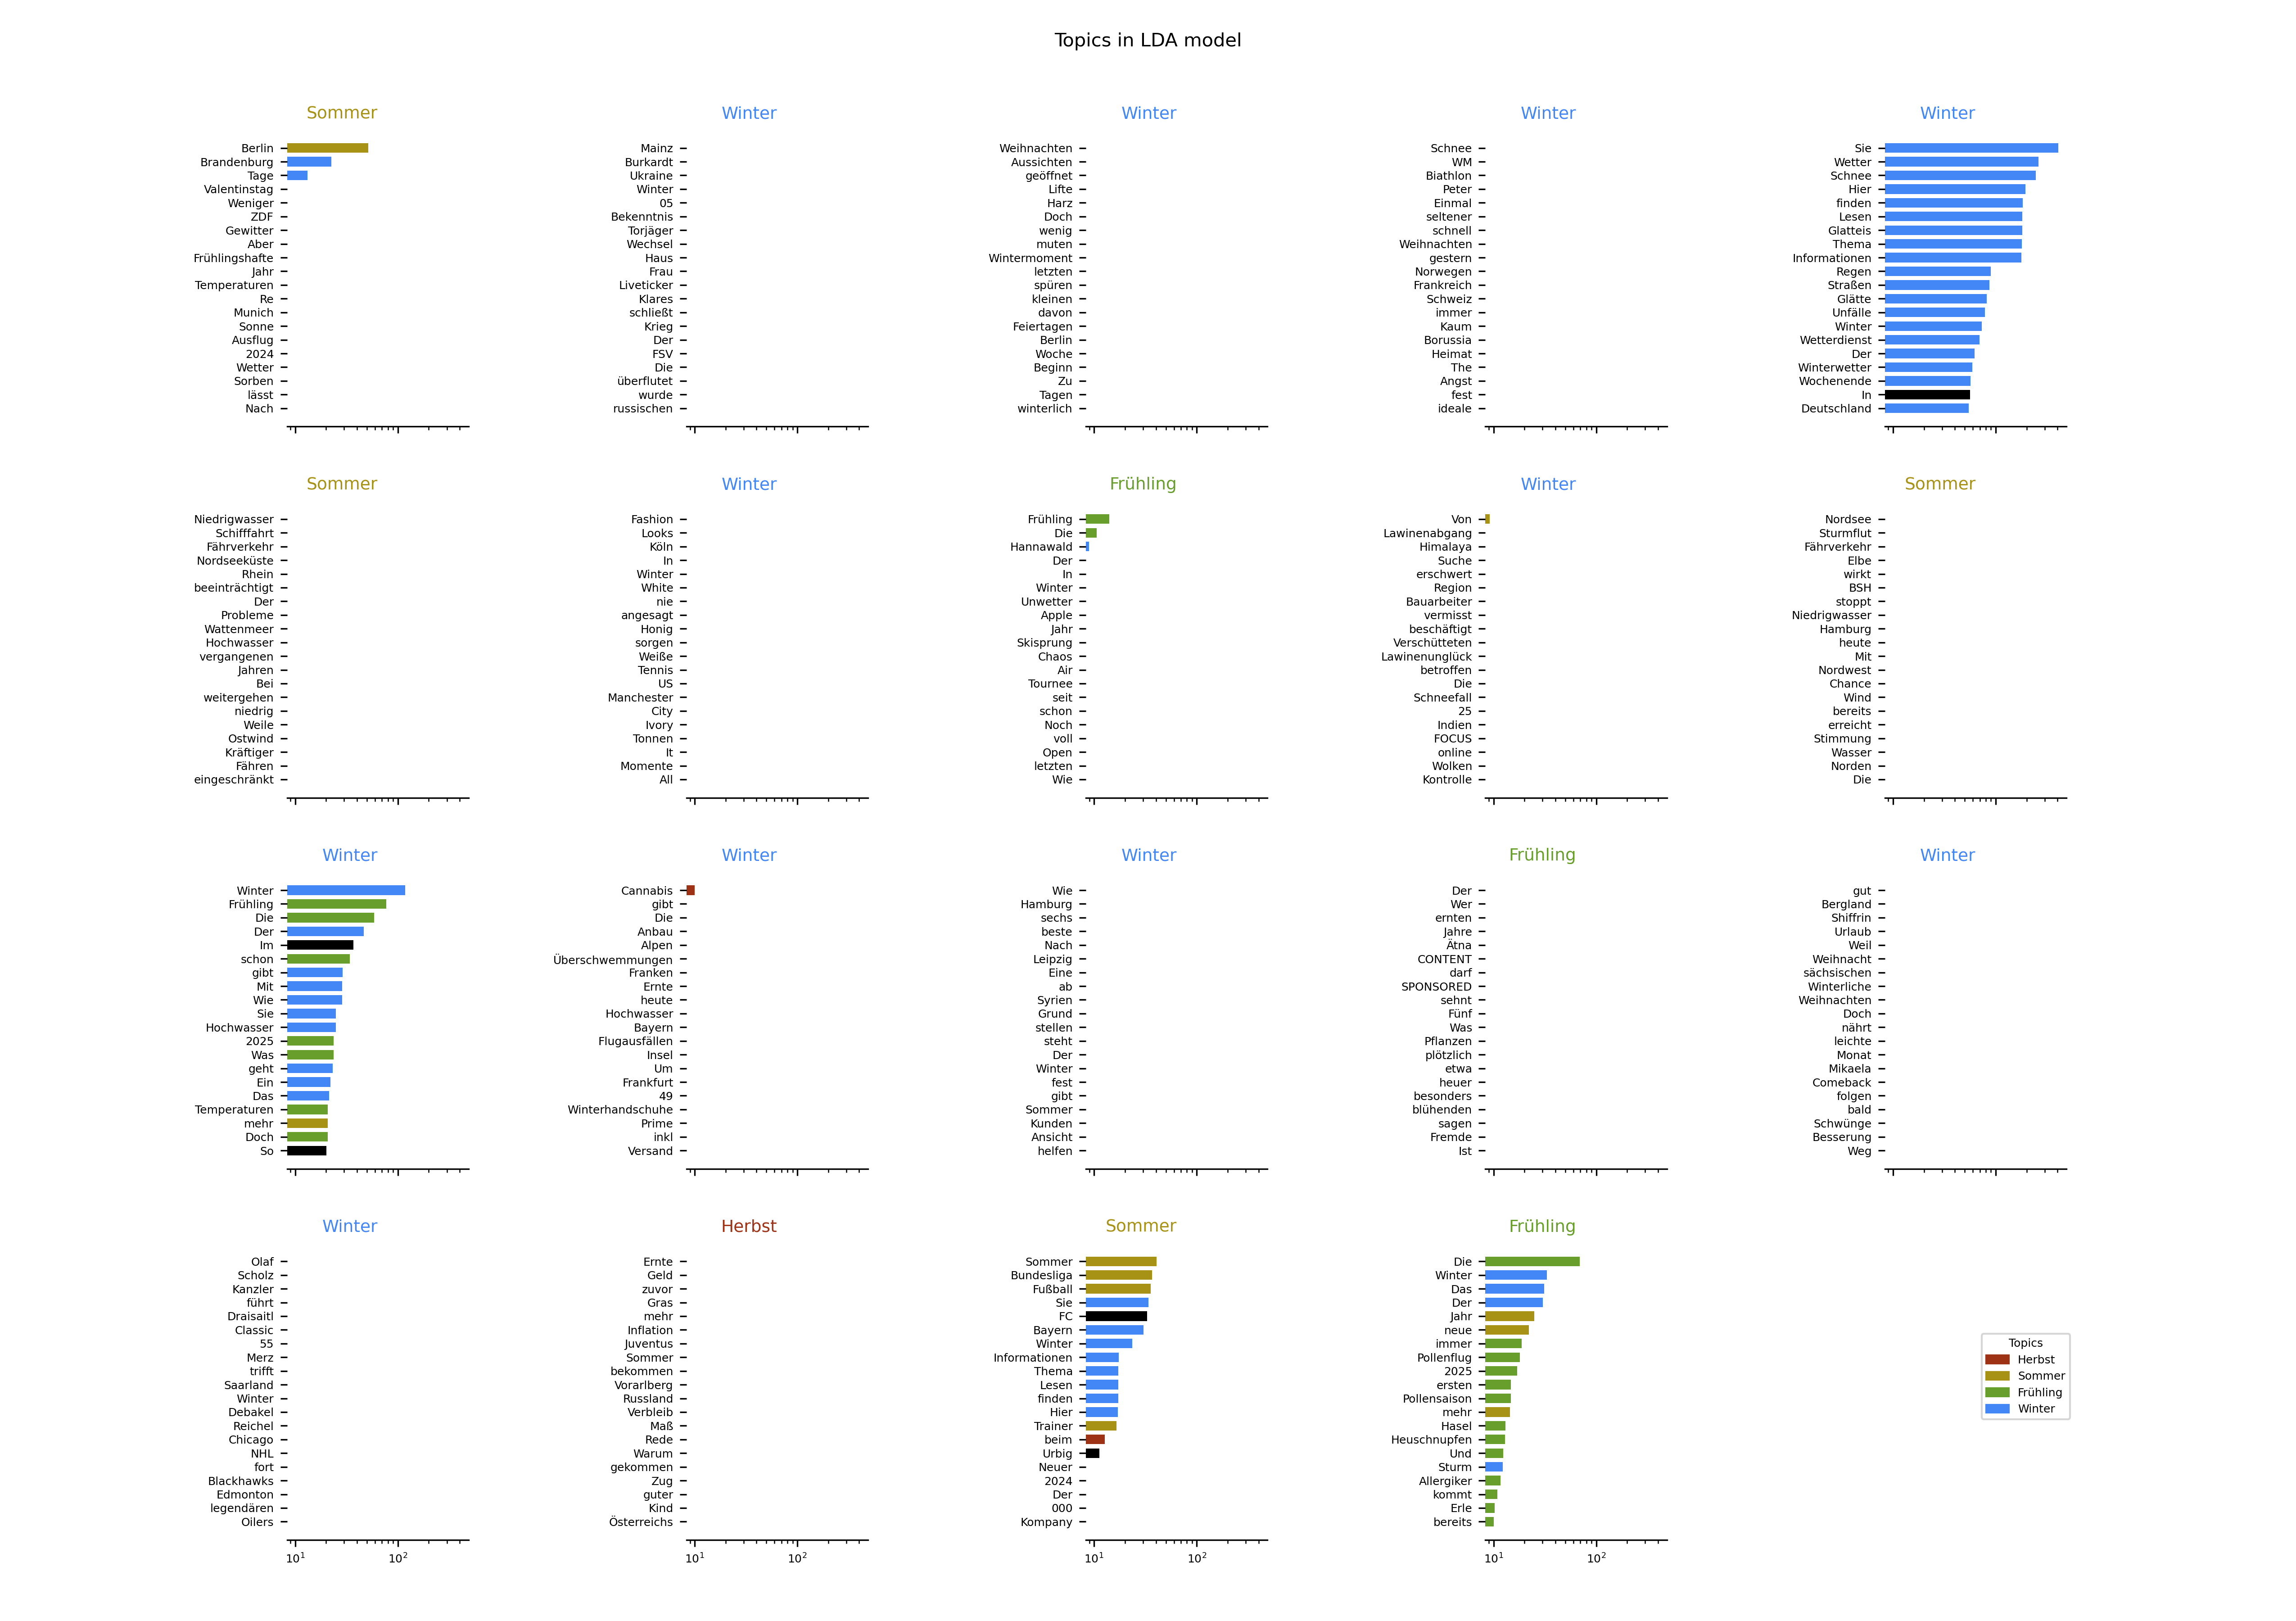 Topics in LDA model
Sommer
Berlin
Brandenburg
Tage
Valentinstag
Weniger
ZDF
Gewitter
Aber
Frühlingshafte
Jahr
Temperaturen
Re
Munich
Sonne
Ausflug
2024
Wetter
Sorben
lässt
Nach
Winter
Mainz
Burkardt
Ukraine
Winter
05
Bekenntnis
Torjäger
Wechsel
Haus
Frau
Liveticker
Klares
schließt
Krieg
Der
FSV
Die
überflutet
wurde
russischen
Winter
Weihnachten
Aussichten
geöffnet
Lifte
Harz
Doch
wenig
muten
Wintermoment
letzten
spüren
kleinen
davon
Feiertagen
Berlin
Woche
Beginn
Zu
Tagen
winterlich
Winter
Schnee
WM
Biathlon
Peter
Einmal
seltener
schnell
Weihnachten
gestern
Norwegen
Frankreich
Schweiz
immer
Kaum
Borussia
Heimat
The
Angst
fest
ideale
Winter
Sie
Wetter
Schnee
Hier
finden
Lesen
Glatteis
Thema
Informationen
Regen
Straßen
Glätte
Unfälle
Winter
Wetterdienst
Der
Winterwetter
Wochenende
In
Deutschland
Sommer
Niedrigwasser
Schifffahrt
Fährverkehr
Nordseeküste
Rhein
beeinträchtigt
Der
Probleme
Wattenmeer
Hochwasser
vergangenen
Jahren
Bei
weitergehen
niedrig
Weile
Ostwind
Kräftiger
Fähren
eingeschränkt
Winter
Fashion
Looks
Köln
In
Winter
White
nie
angesagt
Honig
sorgen
Weiße
Tennis
US
Manchester
City
Ivory
Tonnen
It
Momente
All
Frühling
Frühling
Die
Hannawald
Der
In
Winter
Unwetter
Apple
Jahr
Skisprung
Chaos
Air
Tournee
seit
schon
Noch
voll
Open
letzten
Wie
Winter
Von
Lawinenabgang
Himalaya
Suche
erschwert
Region
Bauarbeiter
vermisst
beschäftigt
Verschütteten
Lawinenunglück
betroffen
Die
Schneefall
25
Indien
FOCUS
online
Wolken
Kontrolle
Sommer
Nordsee
Sturmflut
Fährverkehr
Elbe
wirkt
BSH
stoppt
Niedrigwasser
Hamburg
heute
Mit
Nordwest
Chance
Wind
bereits
erreicht
Stimmung
Wasser
Norden
Die
Winter
Winter
Frühling
Die
Der
Im
schon
gibt
Mit
Wie
Sie
Hochwasser
2025
Was
geht
Ein
Das
Temperaturen
mehr
Doch
So
Winter
Cannabis
gibt
Die
Anbau
Alpen
Überschwemmungen
Franken
Ernte
heute
Hochwasser
Bayern
Flugausfällen
Insel
Um
Frankfurt
49
Winterhandschuhe
Prime
inkl
Versand
Winter
Wie
Hamburg
sechs
beste
Nach
Leipzig
Eine
ab
Syrien
Grund
stellen
steht
Der
Winter
fest
gibt
Sommer
Kunden
Ansicht
helfen
Frühling
Der
Wer
ernten
Jahre
Ätna
CONTENT
darf
SPONSORED
sehnt
Fünf
Was
Pflanzen
plötzlich
etwa
heuer
besonders
blühenden
sagen
Fremde
Ist
Winter
gut
Bergland
Shiffrin
Urlaub
Weil
Weihnacht
sächsischen
Winterliche
Weihnachten
Doch
nährt
leichte
Monat
Mikaela
Comeback
folgen
bald
Schwünge
Besserung
Weg
Winter
Olaf
Scholz
Kanzler
führt
Draisaitl
Classic
55
Merz
trifft
Saarland
Winter
Debakel
Reichel
Chicago
NHL
fort
Blackhawks
Edmonton
legendären
Oilers
10¹ 10²
Herbst
Ernte
Geld
zuvor
Gras
mehr
Inflation
Juventus
Sommer
bekommen
Vorarlberg
Russland
Verbleib
Maß
Rede
Warum
gekommen
Zug
guter
Kind
Österreichs
10¹ 10²
Sommer
Sommer
Bundesliga
Fußball
Sie
FC
Bayern
Winter
Informationen
Thema
Lesen
finden
Hier
Trainer
beim
Urbig
Neuer
2024
Der
000
Kompany
10¹ 10²
Frühling
Die
Winter
Das
Der
Jahr
neue
immer
Pollenflug
2025
ersten
Pollensaison
mehr
Hasel
Heuschnupfen
Und
Sturm
Allergiker
kommt
Erle
bereits
10¹ 10²
Topics
Herbst
Sommer
Frühling
Winter